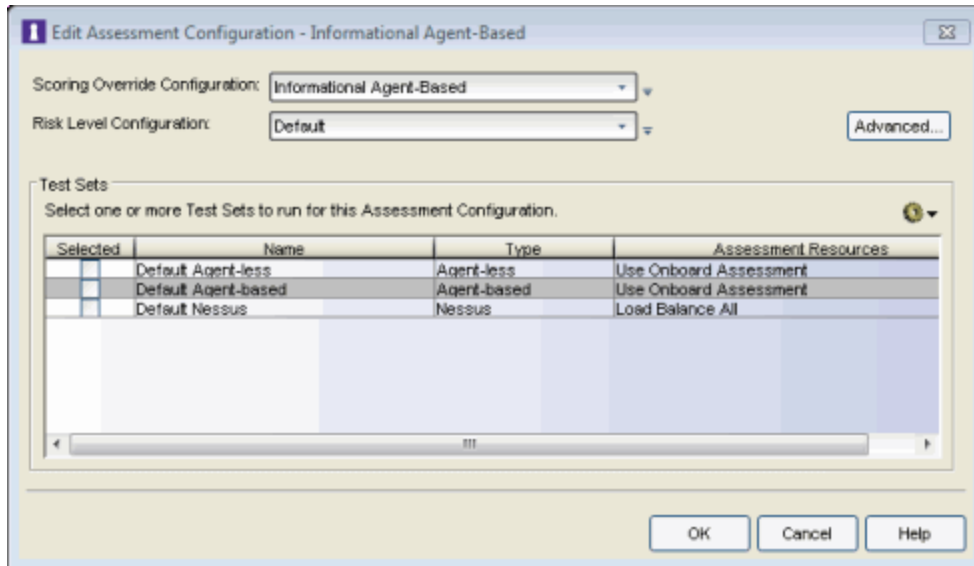 Edit Assessment Configuration - Informational Agent-Based
Scoring Override Configuration: Informational Agent-Based
Risk Level Configuration: Default Advanced...
Test Sets
Select one or more Test Sets to run for this Assessment Configuration.
Selected Name Type Assessment Resources
Default Agent-less Agent-less Use Onboard Assessment
Default Agent-based Agent-based Use Onboard Assessment
Default Nessus Nessus Load Balance All
OK Cancel Help